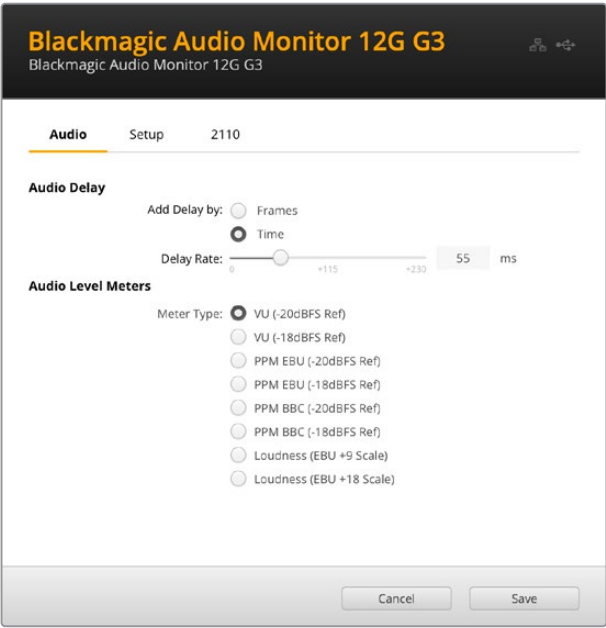 Blackmagic Audio Monitor 12G G3
Blackmagic Audio Monitor 12G G3
Audio Setup 2110
Audio Delay
Add Delay by: Frames
Time
Delay Rate: 55 ms
0 +115 +230
Audio Level Meters
Meter Type: VU (-20dBFS Ref)
VU (-18dBFS Ref)
PPM EBU (-20dBFS Ref)
PPM EBU (-18dBFS Ref)
PPM BBC (-20dBFS Ref)
PPM BBC (-18dBFS Ref)
Loudness (EBU +9 Scale)
Loudness (EBU +18 Scale)
Cancel Save